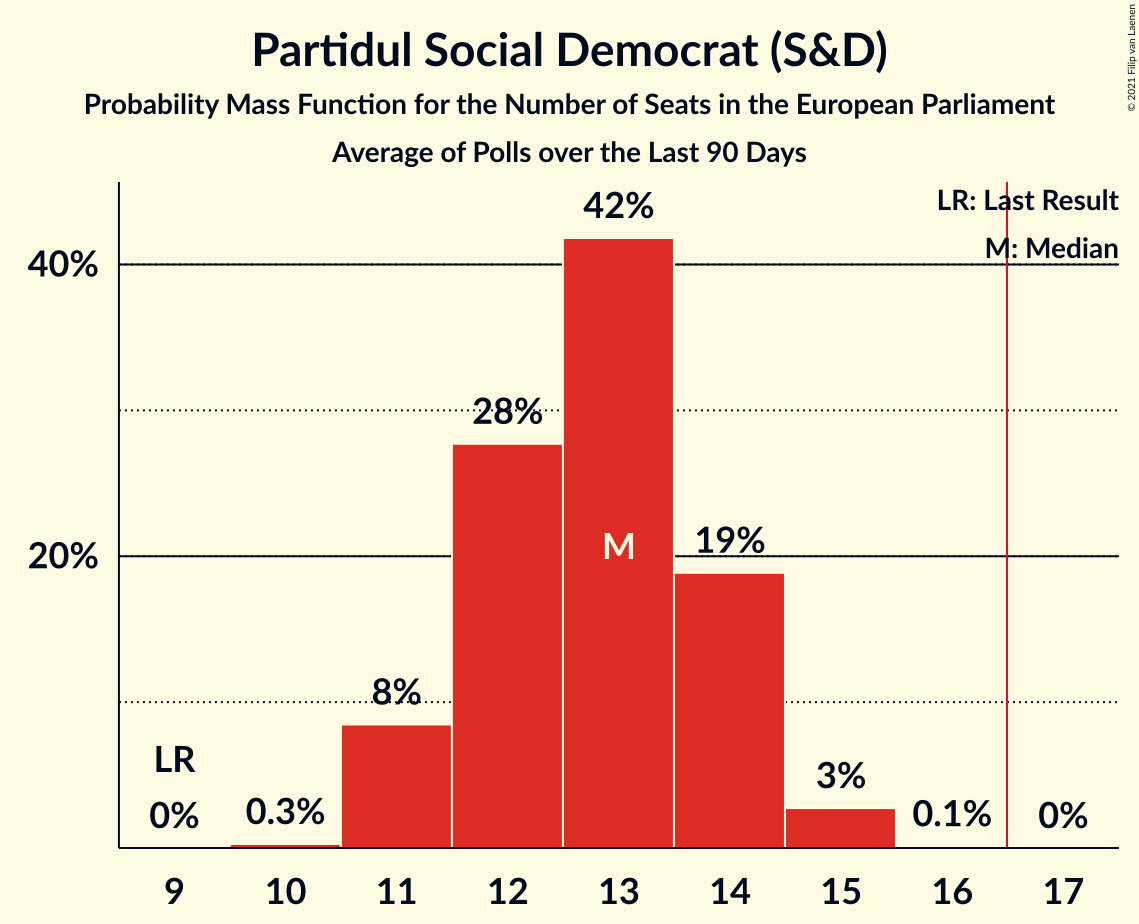 Partidul Social Democrat (S&D)
Probability Mass Function for the Number of Seats in the European Parliament
Average of Polls over the Last 90 Days
© 2021 Filip van Laenen
LR: Last Result
M: Median
42%
40%
28%
20%
M
19%
8%
LR
0%
0.3%
3%
0.1%
0%
9 10 11 12 13 14 15 16 17